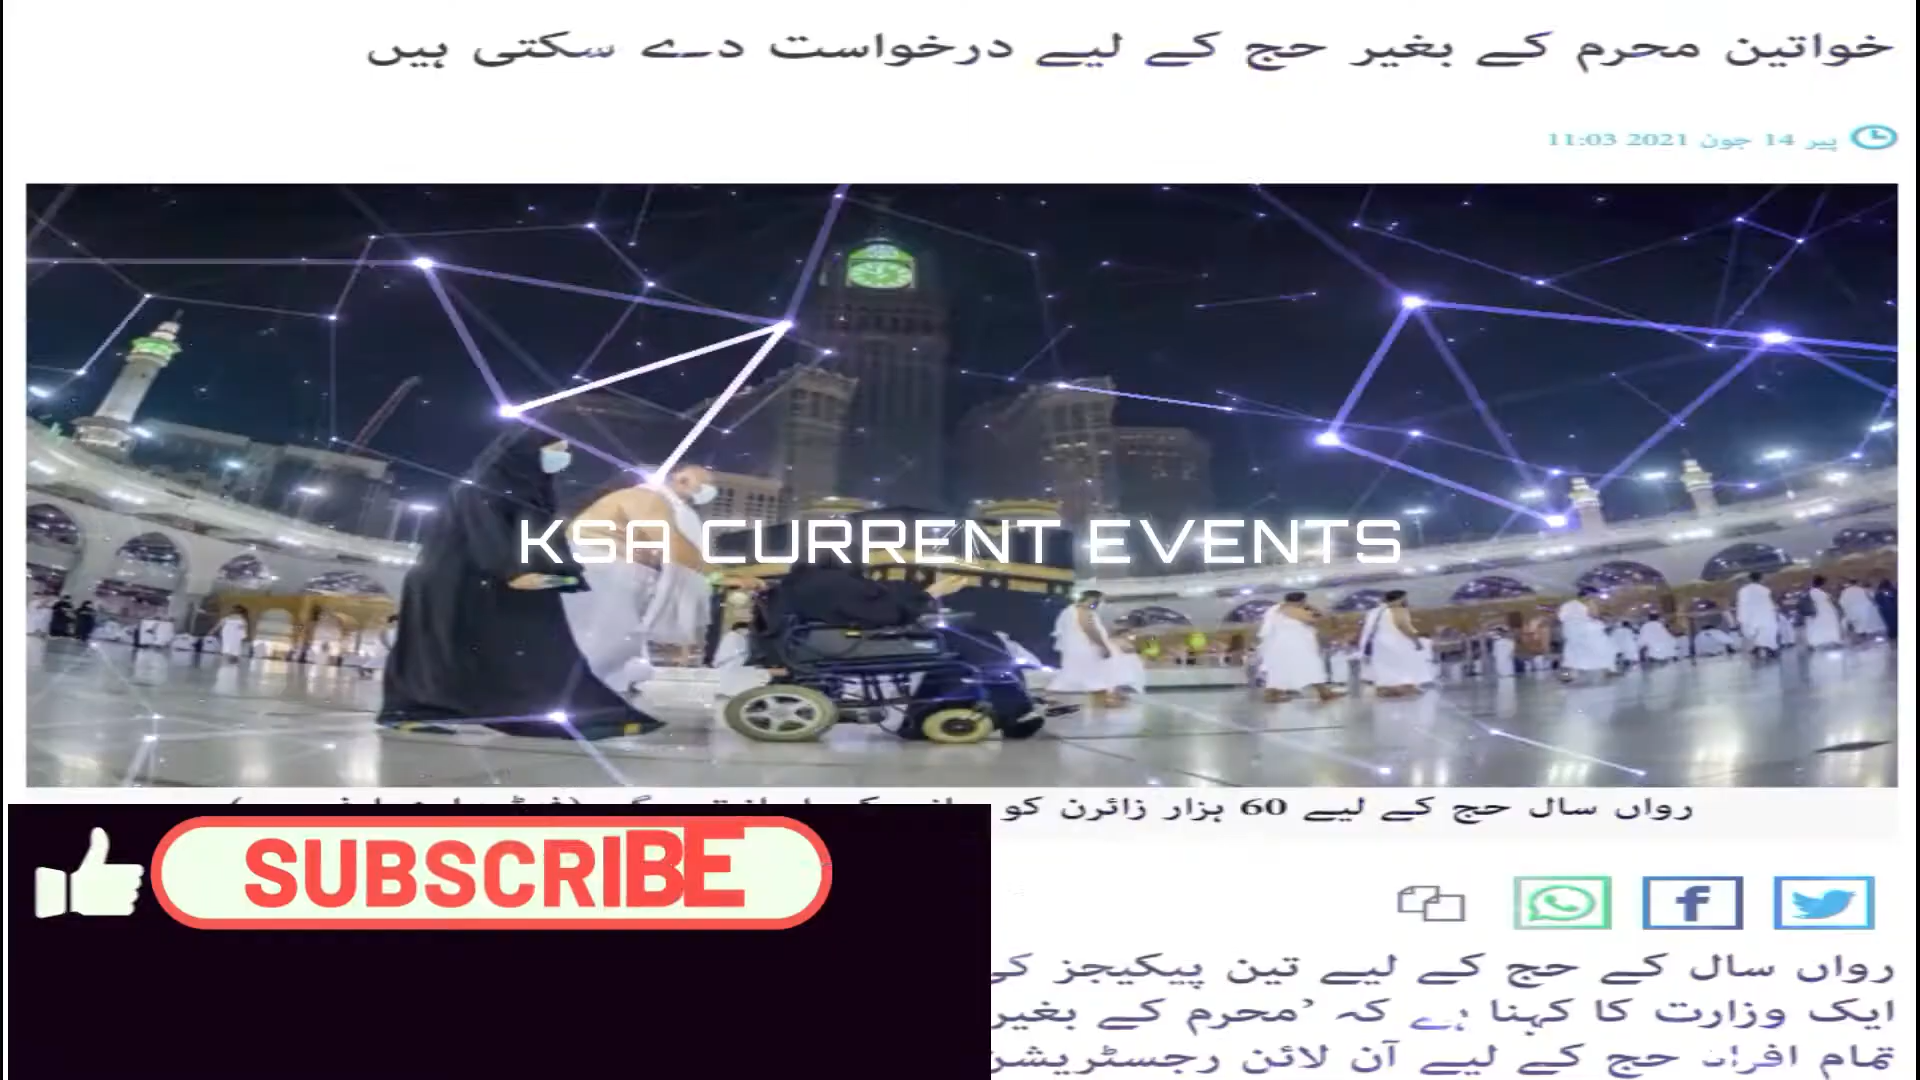 خواتین محرم کے بغیر حج کے لیے درخواست دے سکتی ہیں
پیر 14 جون 2021 11:03
KSA CURRENT EVENTS
رواں سال حج کے لیے 60 ہزار زائرن کو
SUBSCRIBE
رواں سال کے حج کے لیے تین پیکیجز کی
ایک وزارت کا کہنا ہے کہ ’محرم کے بغیر
تمام افراد حج کے لیے آن لائن رجسٹریشن